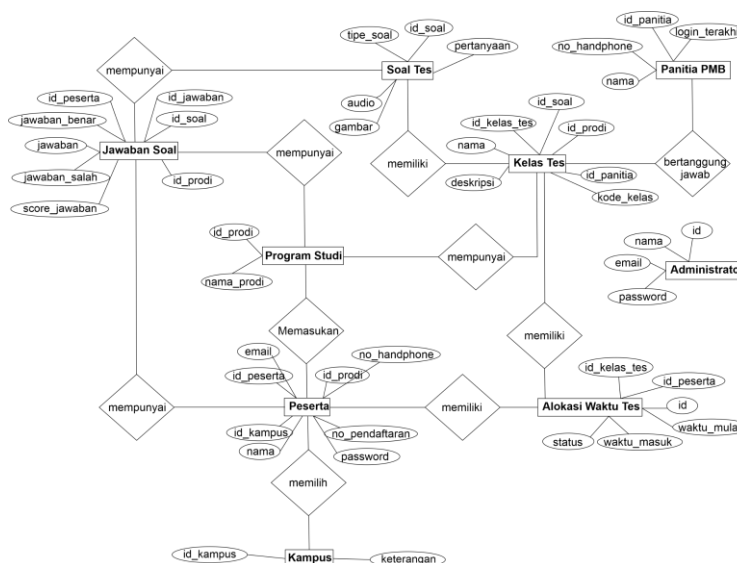 id_soal
tipe_soal
pertanyaan
Soal Tes
audio
gambar
mempunyai
id_panitia
login_terakhi
no_handphone
Panitia PMB
nama
id_peserta
id_jawaban
jawaban_benar
id_soal
jawaban
Jawaban Soal
jawaban_salah
id_prodi
score_jawaban
mempunyai
memiliki
id_soal
id_kelas_tes
id_prodi
nama
Kelas Tes
deskripsi
id_panitia
kode_kelas
bertanggung
jawab
id_prodi
Program Studi
nama_prodi
mempunyai
id
nama
email
Administrato
password
Memasukan
memiliki
email
no_handphone
id_peserta
id_prodi
mempunyai
Peserta
id_kampus
no_pendaftaran
nama
password
memiliki
id_kelas_tes
id_peserta
Alokasi Waktu Tes
id
waktu_mula
status
waktu_masuk
memilih
id_kampus
Kampus
keterangan